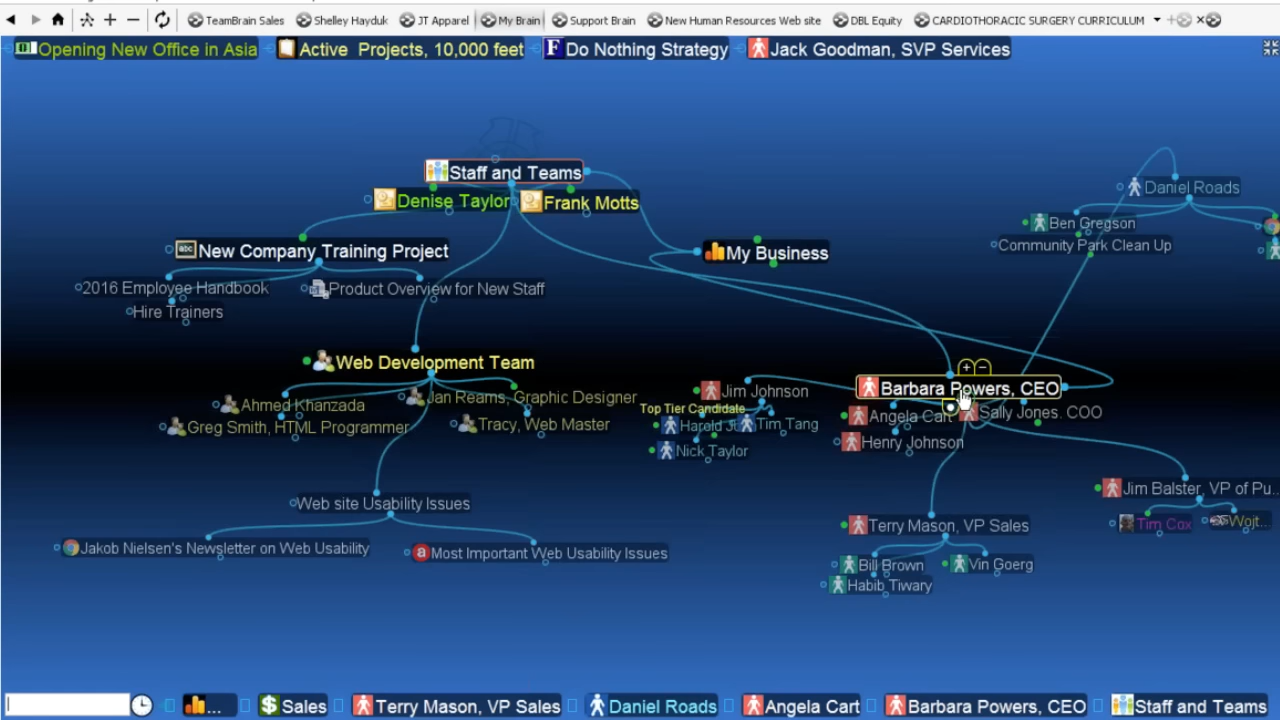 TeamBrain Sales Shelley Hayduk JT Apparel My Brain Support Brain New Human Resources Web site DBL Equity CARDIOTHORACIC SURGERY CURRICULUM
Opening New Office in Asia Active Projects, 10,000 feet F Do Nothing Strategy Jack Goodman, SVP Services
Staff and Teams
Daniel Roads
Denise Taylor Frank Motts
Ben Gregson
Community Park Clean Up
abc New Company Training Project
My Business
2016 Employee Handbook Product Overview for New Staff
Hire Trainers
Web Development Team
Barbara Powers, CEO
Jim Johnson
Ahmed Khanzada Jan Reams, Graphic Designer
Top Tier Candidate
Angela Cart Sally Jones. COO
Greg Smith, HTML Programmer Tracy, Web Master
Harold Tim Tang
Henry Johnson
Nick Taylor
Jim Balster, VP of Pu...
Web site Usability Issues
Terry Mason, VP Sales
Tim Cox Wojt...
Jakob Nielsen's Newsletter on Web Usability a Most Important Web Usability Issues
Bill Brown Vin Goerg
Habib Tiwary
... $ Sales Terry Mason, VP Sales Daniel Roads Angela Cart Barbara Powers, CEO Staff and Teams